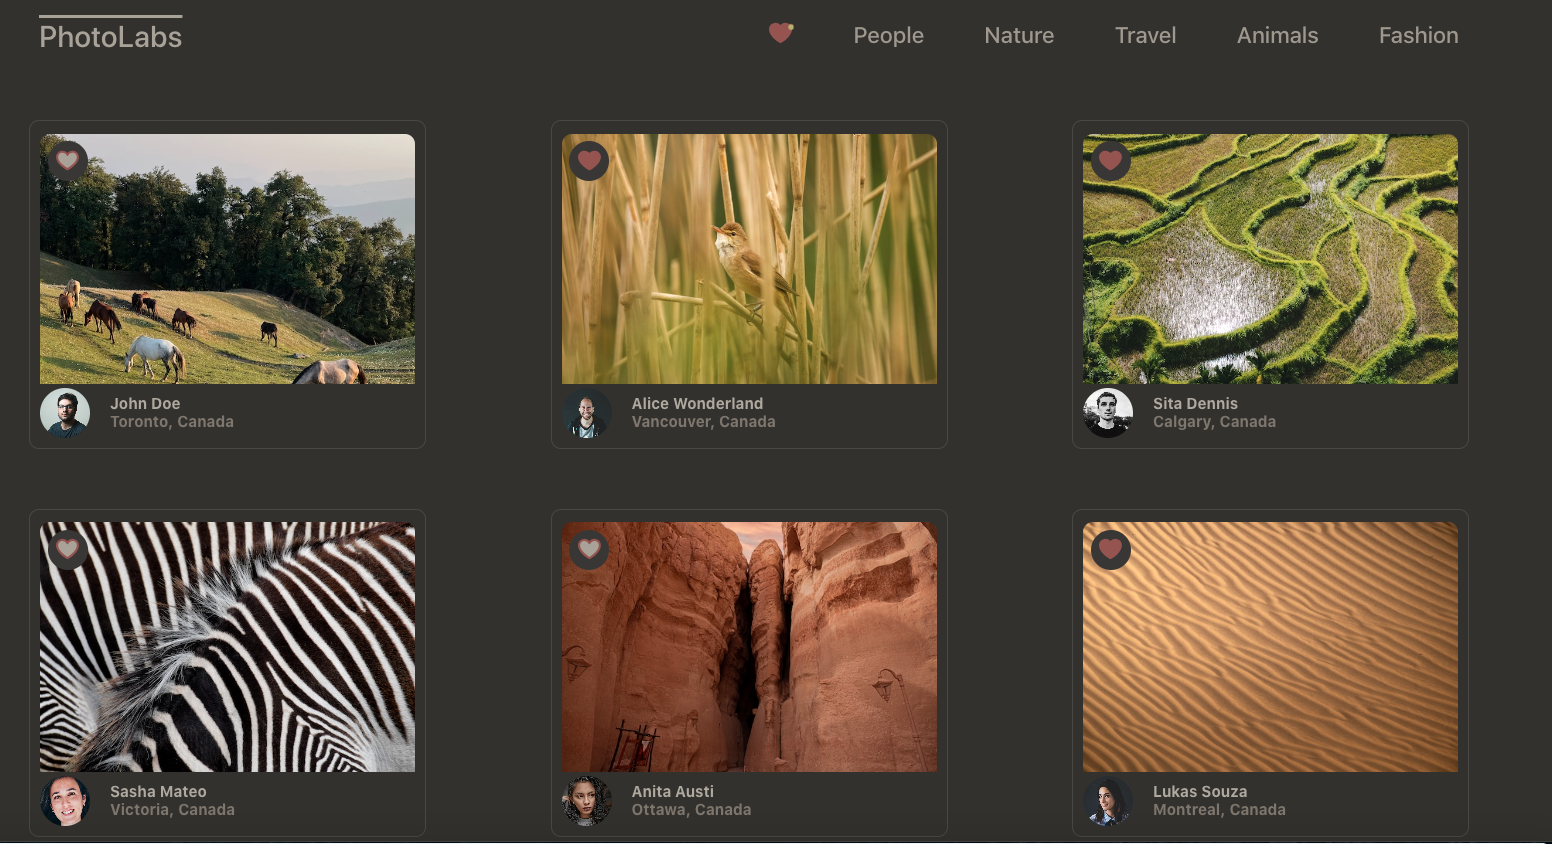 PhotoLabs
People Nature Travel Animals Fashion
John Doe
Toronto, Canada
Alice Wonderland
Vancouver, Canada
Sita Dennis
Calgary, Canada
Sasha Mateo
Victoria, Canada
Anita Austi
Ottawa, Canada
Lukas Souza
Montreal, Canada